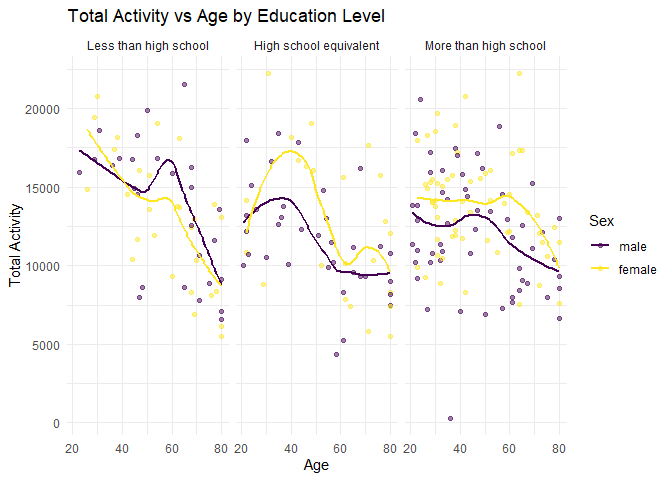 Total Activity vs Age by Education Level
Less than high school
High school equivalent
More than high school
20000
15000
10000
5000
0
Total Activity
20 40 60 80
20 40 60 80
20 40 60 80
Age
Sex
male
female